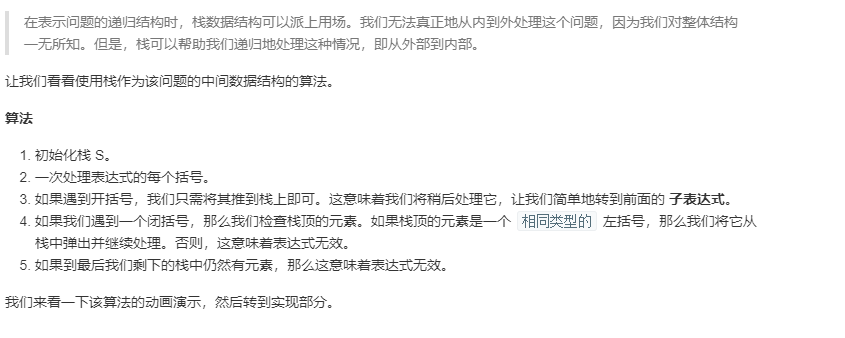 在表示问题的递归结构时，栈数据结构可以派上用场。我们无法真正地从内到外处理这个问题，因为我们对整体结构
一无所知。但是，栈可以帮助我们递归地处理这种情况，即从外部到内部。
让我们看看使用栈作为该问题的中间数据结构的算法。
算法
1. 初始化栈 S。
2. 一次处理表达式的每个括号。
3. 如果遇到开括号，我们只需将其推到栈上即可。这意味着我们将稍后处理它，让我们简单地转到前面的 子表达式。
4. 如果我们遇到一个闭括号，那么我们检查栈顶的元素。如果栈顶的元素是一个 相同类型的 左括号，那么我们将它从
栈中弹出并继续处理。否则，这意味着表达式无效。
5. 如果到最后我们剩下的栈中仍然有元素，那么这意味着表达式无效。
我们来看一下该算法的动画演示，然后转到实现部分。